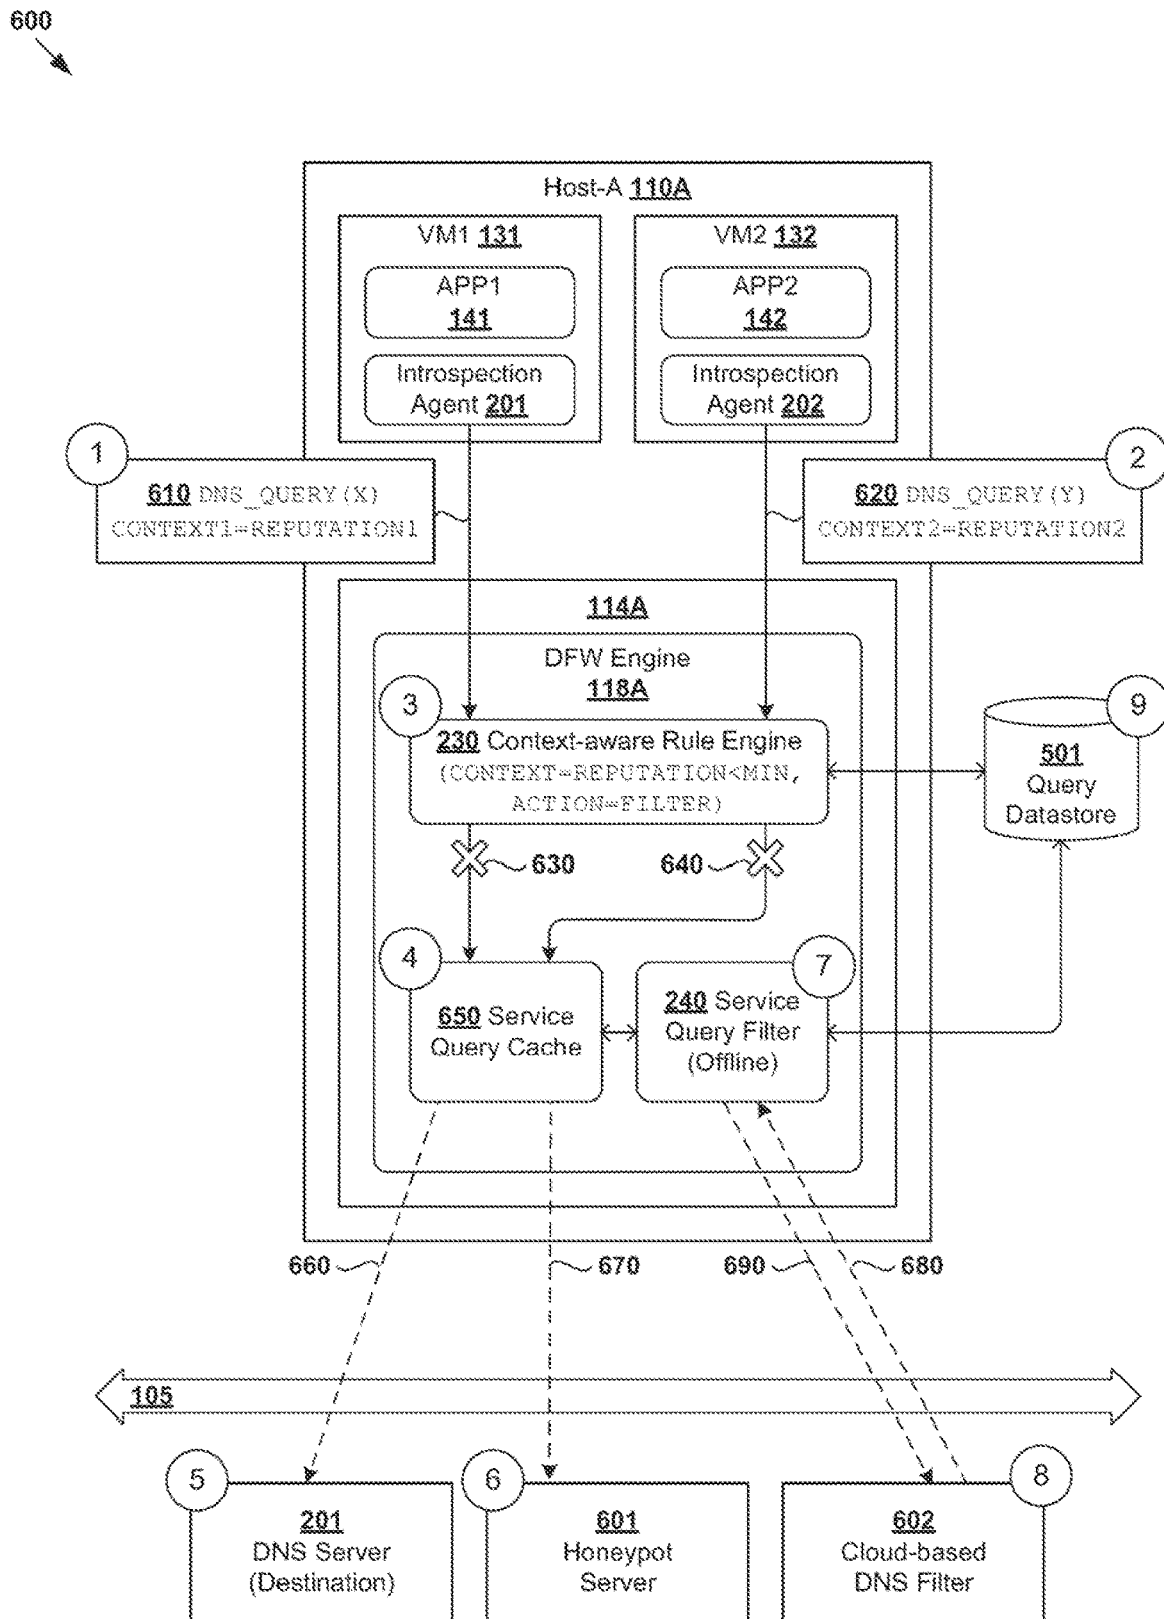 600
Host-A 110A
VM1 131
APP1
141
Introspection
Agent 201
VM2 132
APP2
142
Introspection
Agent 202
1
610 DNS_QUERY(X)
CONTEXT1=REPUTATION1
2
620 DNS_QUERY(Y)
CONTEXT2=REPUTATION2
114A
DFW Engine
118A
3
230 Context-aware Rule Engine
(CONTEXT=REPUTATION<MIN,
ACTION=FILTER)
9
501
Query
Datastore
630
640
4
650 Service
Query Cache
7
240 Service
Query Filter
(Offline)
660
670
690
680
105
5
201
DNS Server
(Destination)
6
601
Honeypot
Server
8
602
Cloud-based
DNS Filter